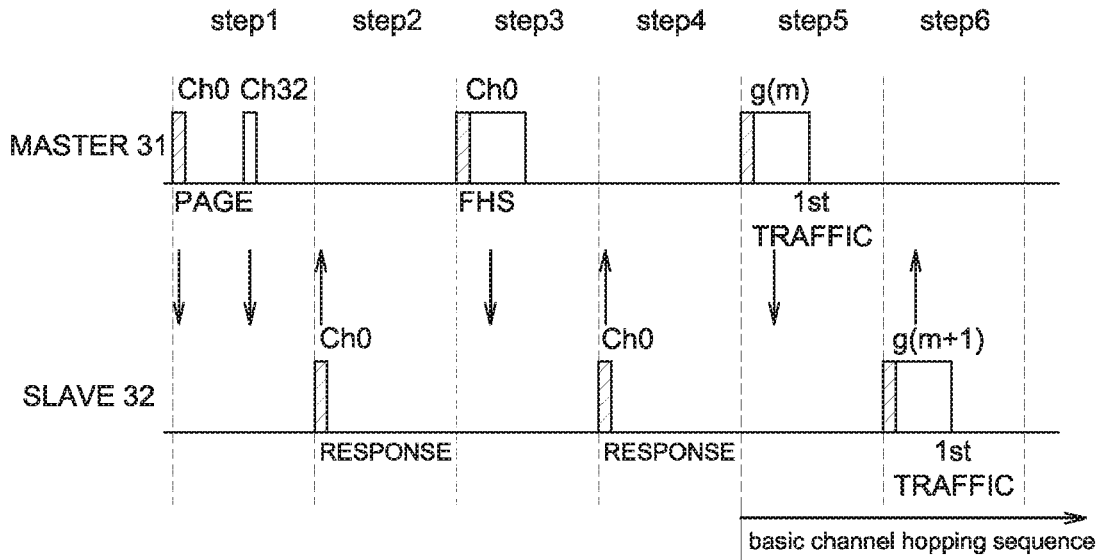 step1 step2 step3 step4 step5 step6
Ch0 Ch32 Ch0 g(m)
MASTER 31
PAGE FHS 1st
TRAFFIC
Ch0 Ch0 g(m+1)
SLAVE 32
RESPONSE RESPONSE 1st
TRAFFIC
basic channel hopping sequence